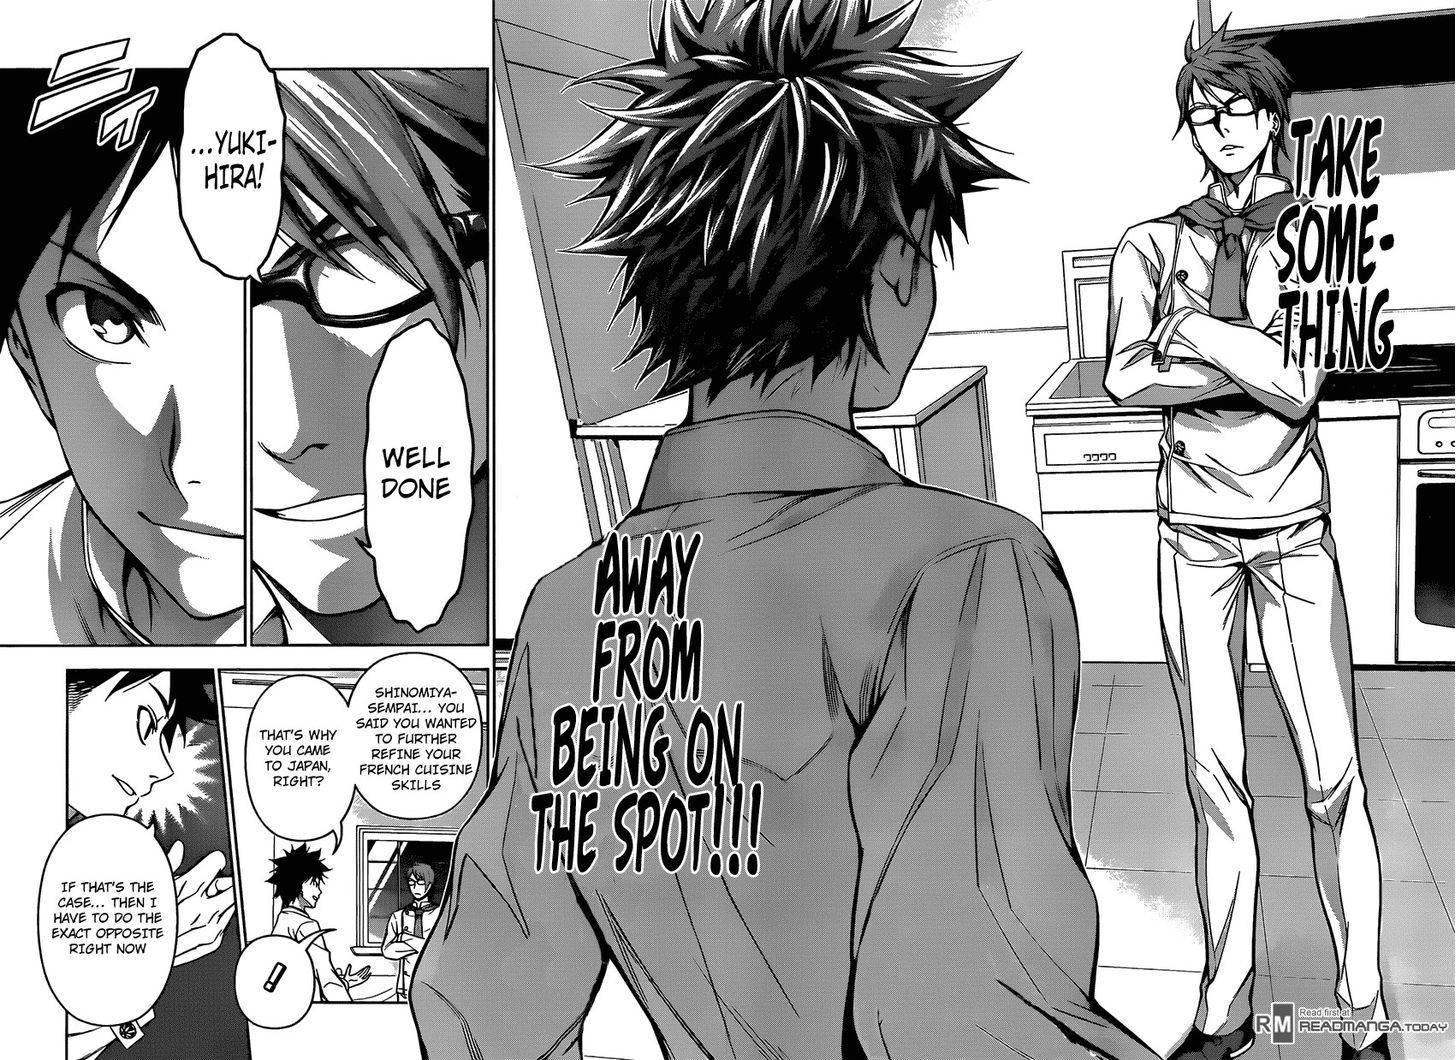 TAKE
SOME-
THING
AWAY
FROM
BEING ON
THE SPOT!!!
...YUKI-
HIRA!
WELL
DONE
ニィ
SHINOMIYA-
SEMPAI... YOU
SAID YOU WANTED
TO FURTHER
REFINE YOUR
FRENCH CUISINE
SKILLS
THAT'S WHY
YOU CAME
TO JAPAN,
RIGHT?
!
IF THAT'S THE
CASE... THEN I
HAVE TO DO THE
EXACT OPPOSITE
RIGHT NOW
RM
Read first at
READMANGA.TODAY